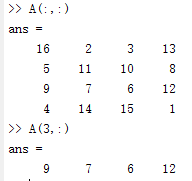 >> A(:,:)
ans =
16 2 3 13
5 11 10 8
9 7 6 12
4 14 15 1
>> A(3,:)
ans =
9 7 6 12